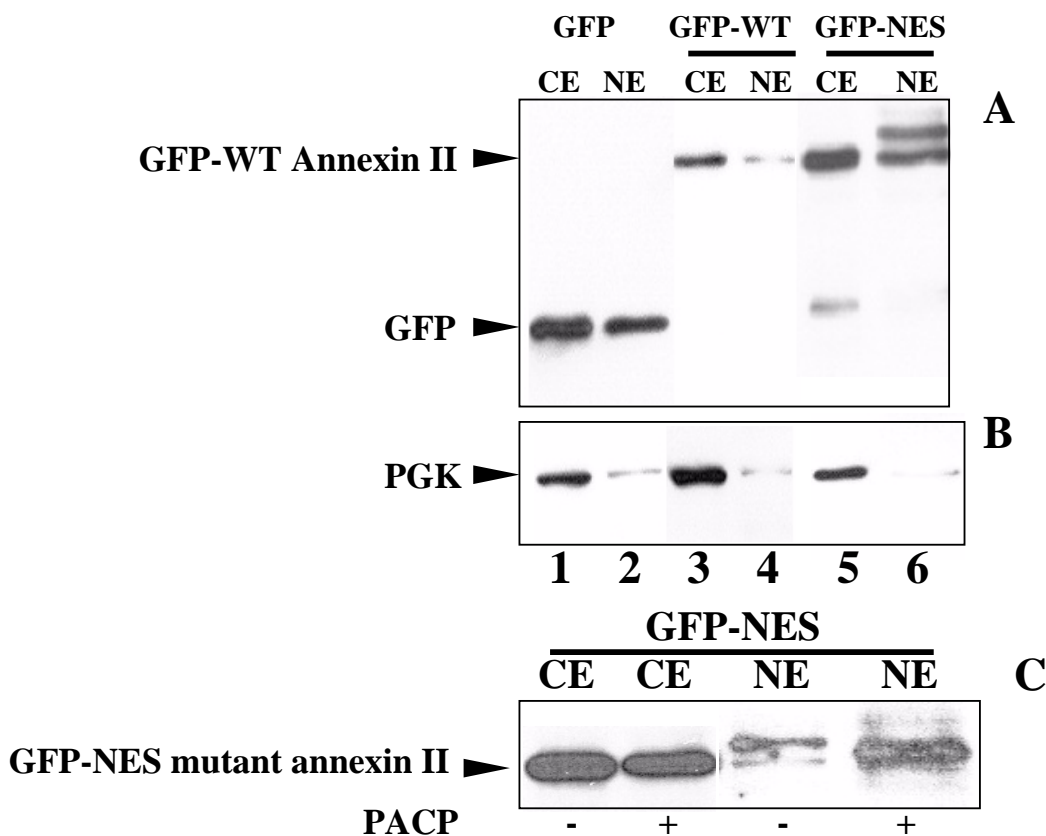 GFP GFP-WT GFP-NES
CE NE CE NE CE NE
A
GFP-WT Annexin II
GFP
B
PGK
1 2 3 4 5 6
GFP-NES
CE CE NE NE C
GFP-NES mutant annexin II
PACP - + - +